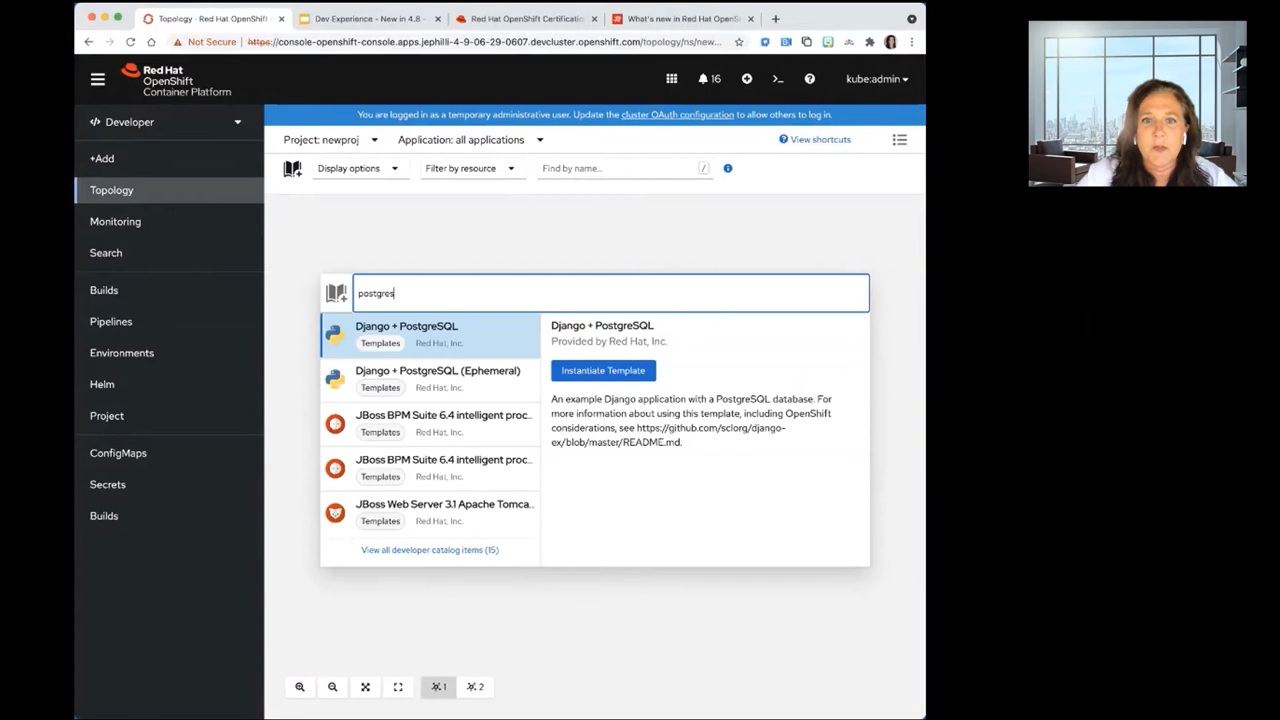 Topology · Red Hat OpenShift
Dev Experience - New in 4.8 -
Red Hat OpenShift Certification
What's new in Red Hat OpenSh
Not Secure
https://console-openshift-console.apps.jephilli-4-9-06-29-0607.devcluster.openshift.com/topology/ns/new...
Red Hat
OpenShift
Container Platform
16
kube:admin
You are logged in as a temporary administrative user. Update the cluster OAuth configuration to allow others to log in.
Developer
+Add
Topology
Monitoring
Search
Builds
Pipelines
Environments
Helm
Project
ConfigMaps
Secrets
Builds
Project: newproj
Application: all applications
View shortcuts
Display options
Filter by resource
Find by name...
/
postgres
Django + PostgreSQL
Templates Red Hat, Inc.
Django + PostgreSQL (Ephemeral)
Templates Red Hat, Inc.
JBoss BPM Suite 6.4 intelligent proc...
Templates Red Hat, Inc.
JBoss BPM Suite 6.4 intelligent proc...
Templates Red Hat, Inc.
JBoss Web Server 3.1 Apache Tomca...
Templates Red Hat, Inc.
View all developer catalog items (15)
Django + PostgreSQL
Provided by Red Hat, Inc.
Instantiate Template
An example Django application with a PostgreSQL database. For
more information about using this template, including OpenShift
considerations, see https://github.com/sclorg/django-
ex/blob/master/README.md.
1
2